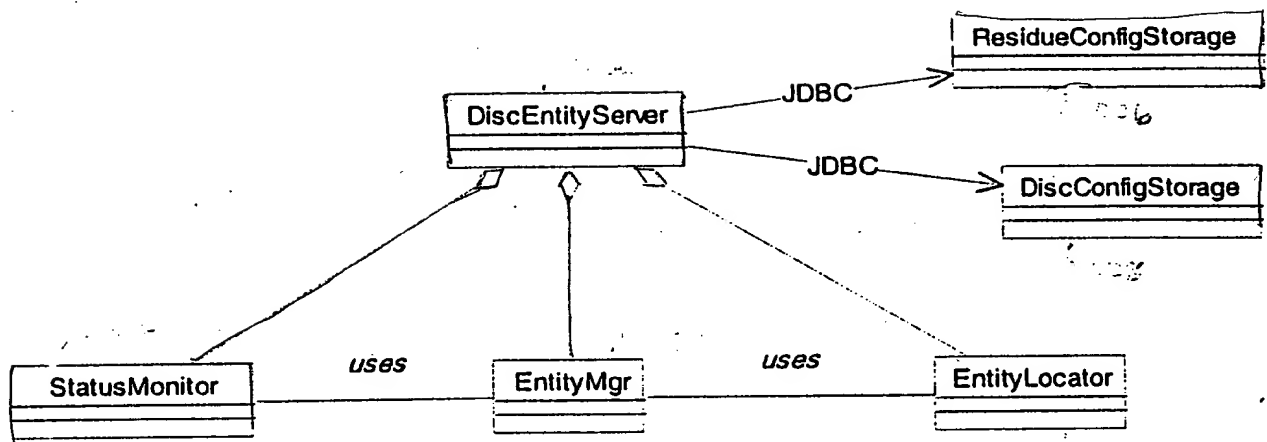 ResidueConfigStorage
DiscEntityServer
JDBC
JDBC
DiscConfigStorage
uses
uses
StatusMonitor
EntityMgr
EntityLocator